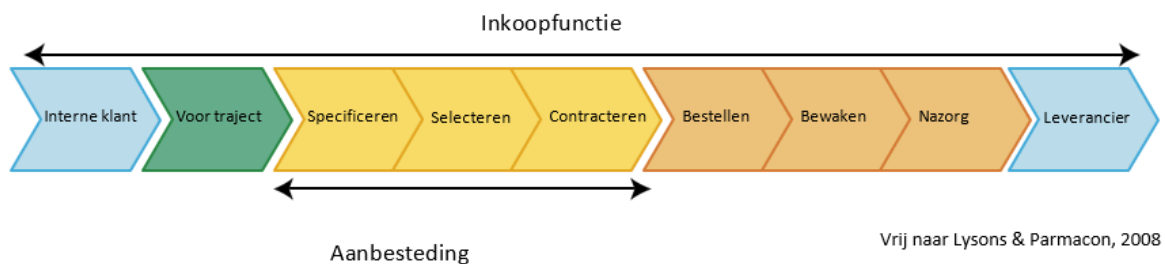 Inkoopfunctie
Interne klant
Voor traject
Specificeren
Selecteren
Contracteren
Bestellen
Bewaken
Nazorg
Leverancier
Aanbesteding
Vrij naar Lysons & Parmacon, 2008